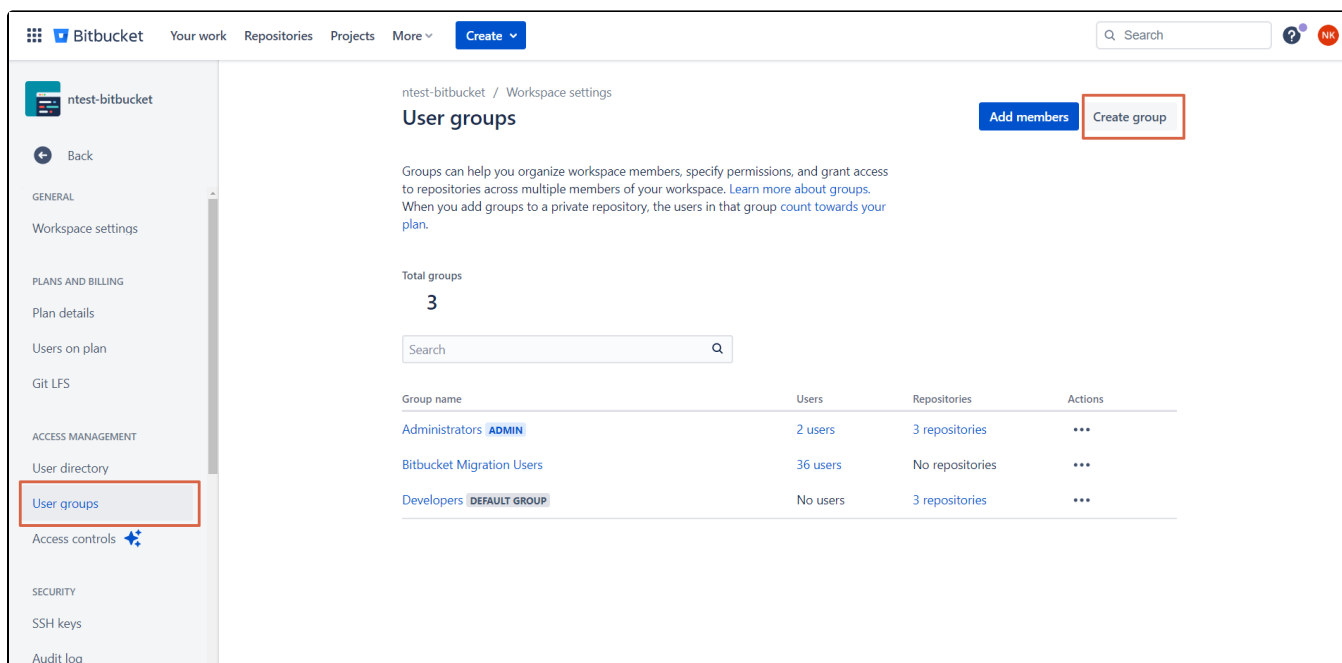 Bitbucket Your work Repositories Projects More Create Search ? NK
ntest-bitbucket
Back
GENERAL
Workspace settings
PLANS AND BILLING
Plan details
Users on plan
Git LFS
ACCESS MANAGEMENT
User directory
User groups
Access controls
SECURITY
SSH keys
Audit log
ntest-bitbucket / Workspace settings
User groups
Add members Create group
Groups can help you organize workspace members, specify permissions, and grant access
to repositories across multiple members of your workspace. Learn more about groups.
When you add groups to a private repository, the users in that group count towards your
plan.
Total groups
3
Search
Group name Users Repositories Actions
Administrators ADMIN 2 users 3 repositories
Bitbucket Migration Users 36 users No repositories
Developers DEFAULT GROUP No users 3 repositories